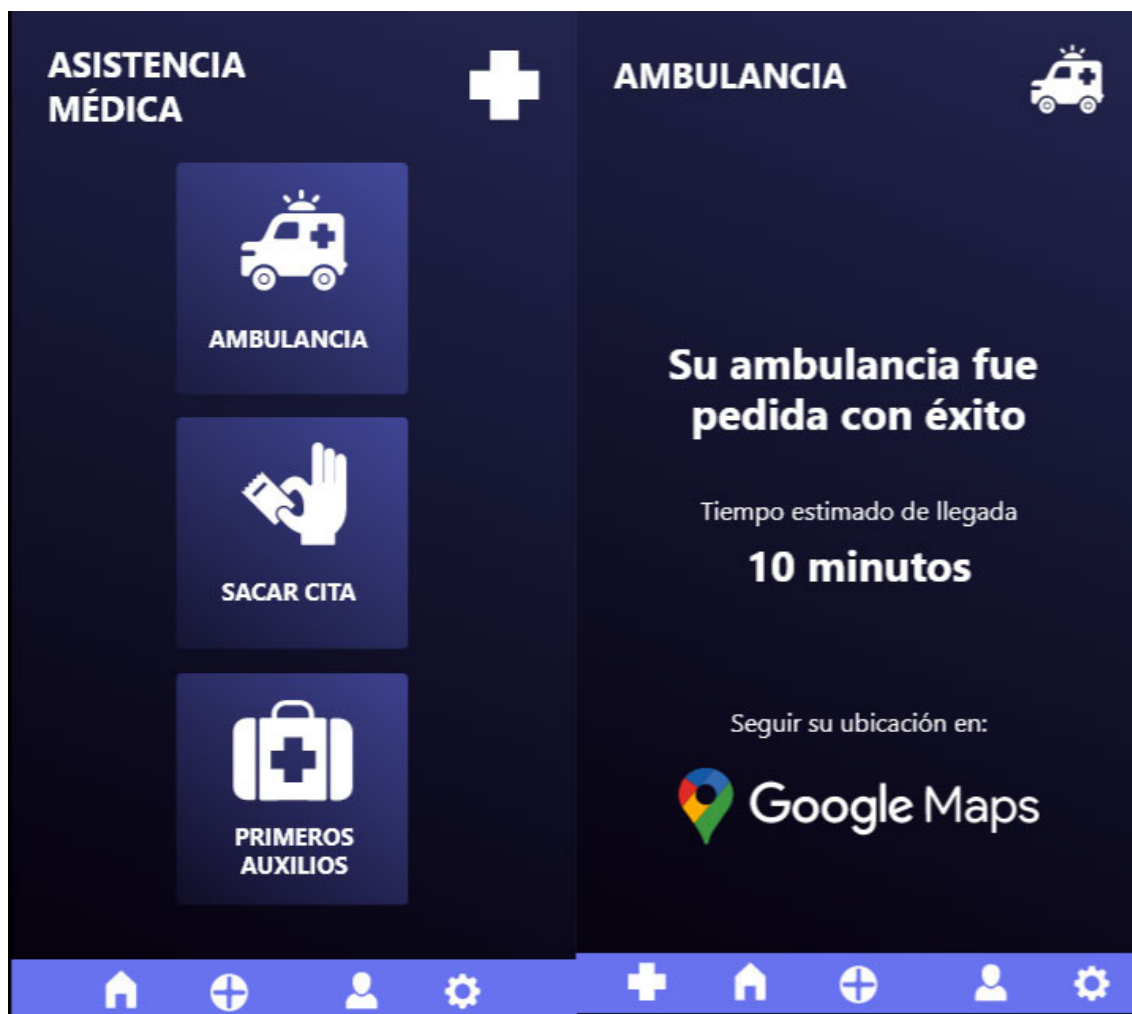 ASISTENCIA
MÉDICA
AMBULANCIA
SACAR CITA
PRIMEROS
AUXILIOS
AMBULANCIA
Su ambulancia fue
pedida con éxito
Tiempo estimado de llegada
10 minutos
Seguir su ubicación en:
Google Maps